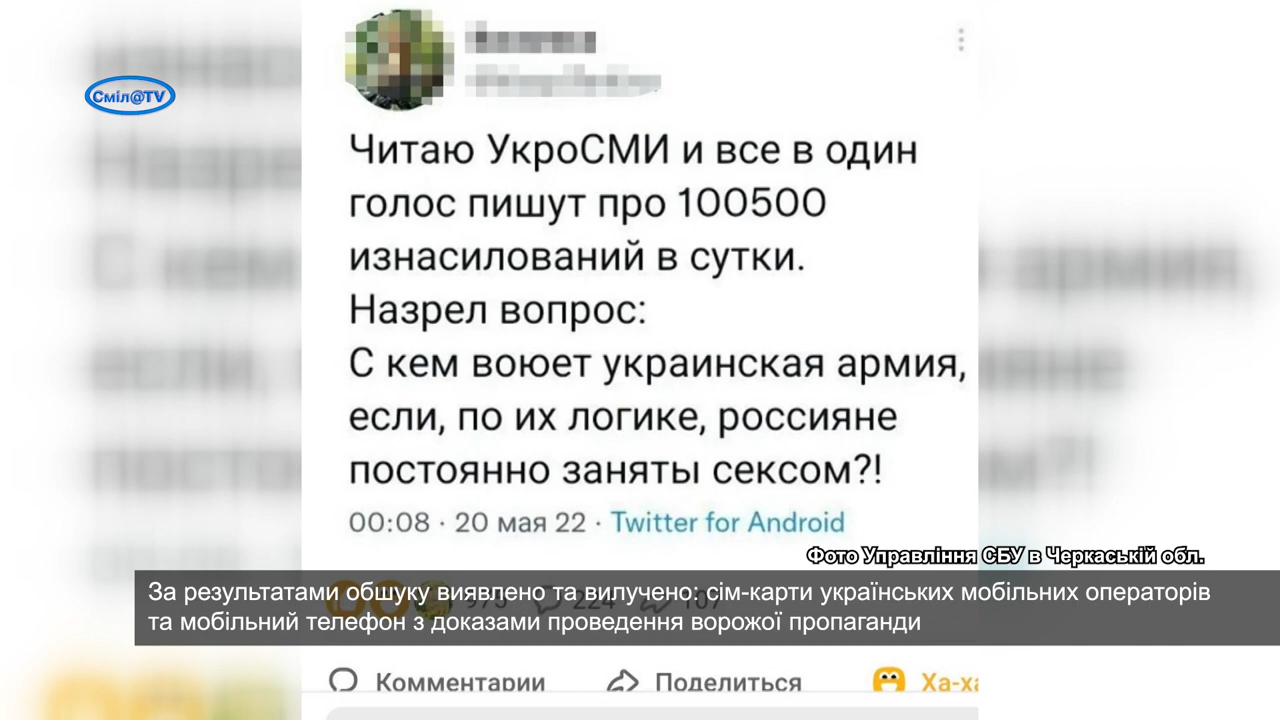 Сміл@TV
Читаю УкроСМИ и все в один
голос пишут про 100500
изнасилований в сутки.
Назрел вопрос:
С кем воюет украинская армия,
если, по их логике, россияне
постоянно заняты сексом?!
00:08 · 20 мая 22 · Twitter for Android
Фото Управління СБУ в Черкаській обл.
975 224 107
За результатами обшуку виявлено та вилучено: сім-карти українських мобільних операторів
та мобільний телефон з доказами проведення ворожої пропаганди
Комментарии Поделиться